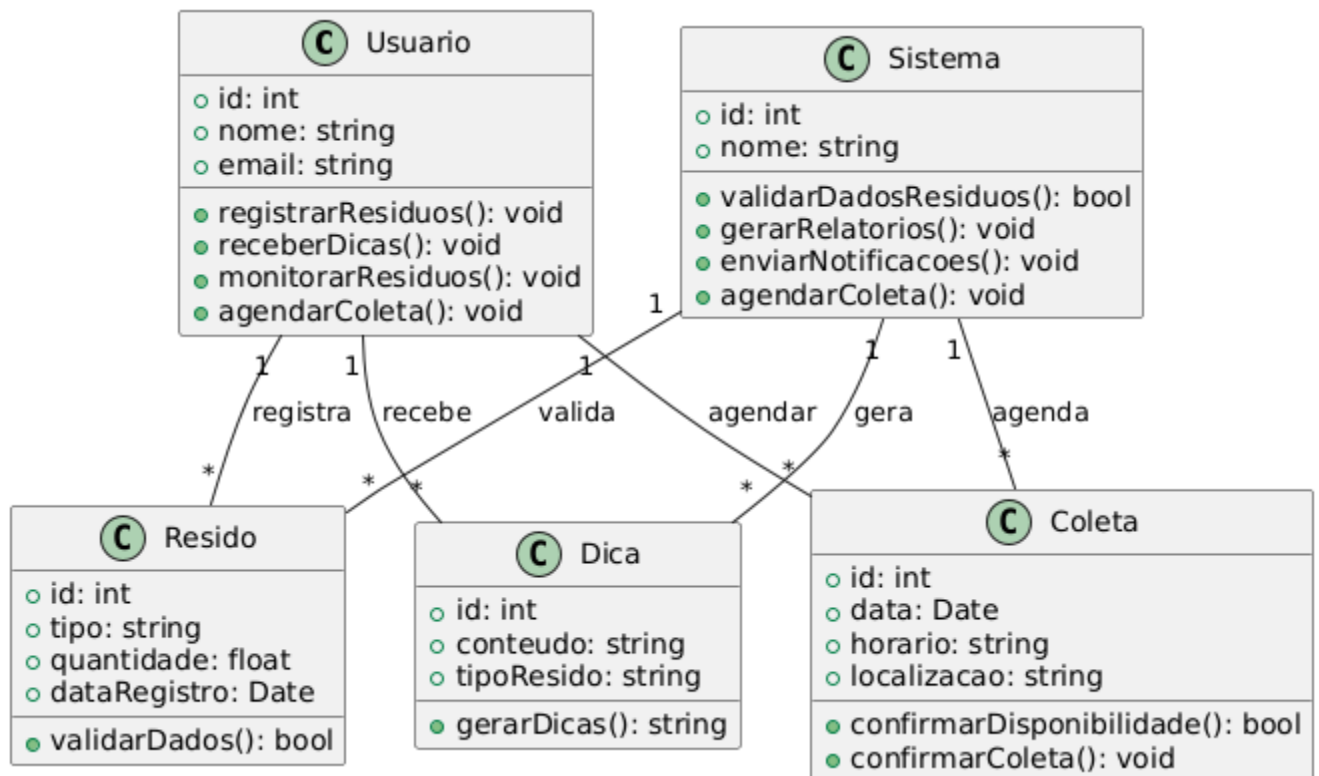 C Usuario
id: int
nome: string
email: string
registrarResiduos(): void
receberDicas(): void
monitorarResiduos(): void
agendarColeta(): void
C Sistema
id: int
nome: string
validarDadosResiduos(): bool
gerarRelatorios(): void
enviarNotificacoes(): void
agendarColeta(): void
1
1
1
1
1
1
registra
recebe
valida
agendar
gera
agenda
*
*
*
*
*
*
C Resido
id: int
tipo: string
quantidade: float
dataRegistro: Date
validarDados(): bool
C Dica
id: int
conteudo: string
tipoResido: string
gerarDicas(): string
C Coleta
id: int
data: Date
horario: string
localizacao: string
confirmarDisponibilidade(): bool
confirmarColeta(): void